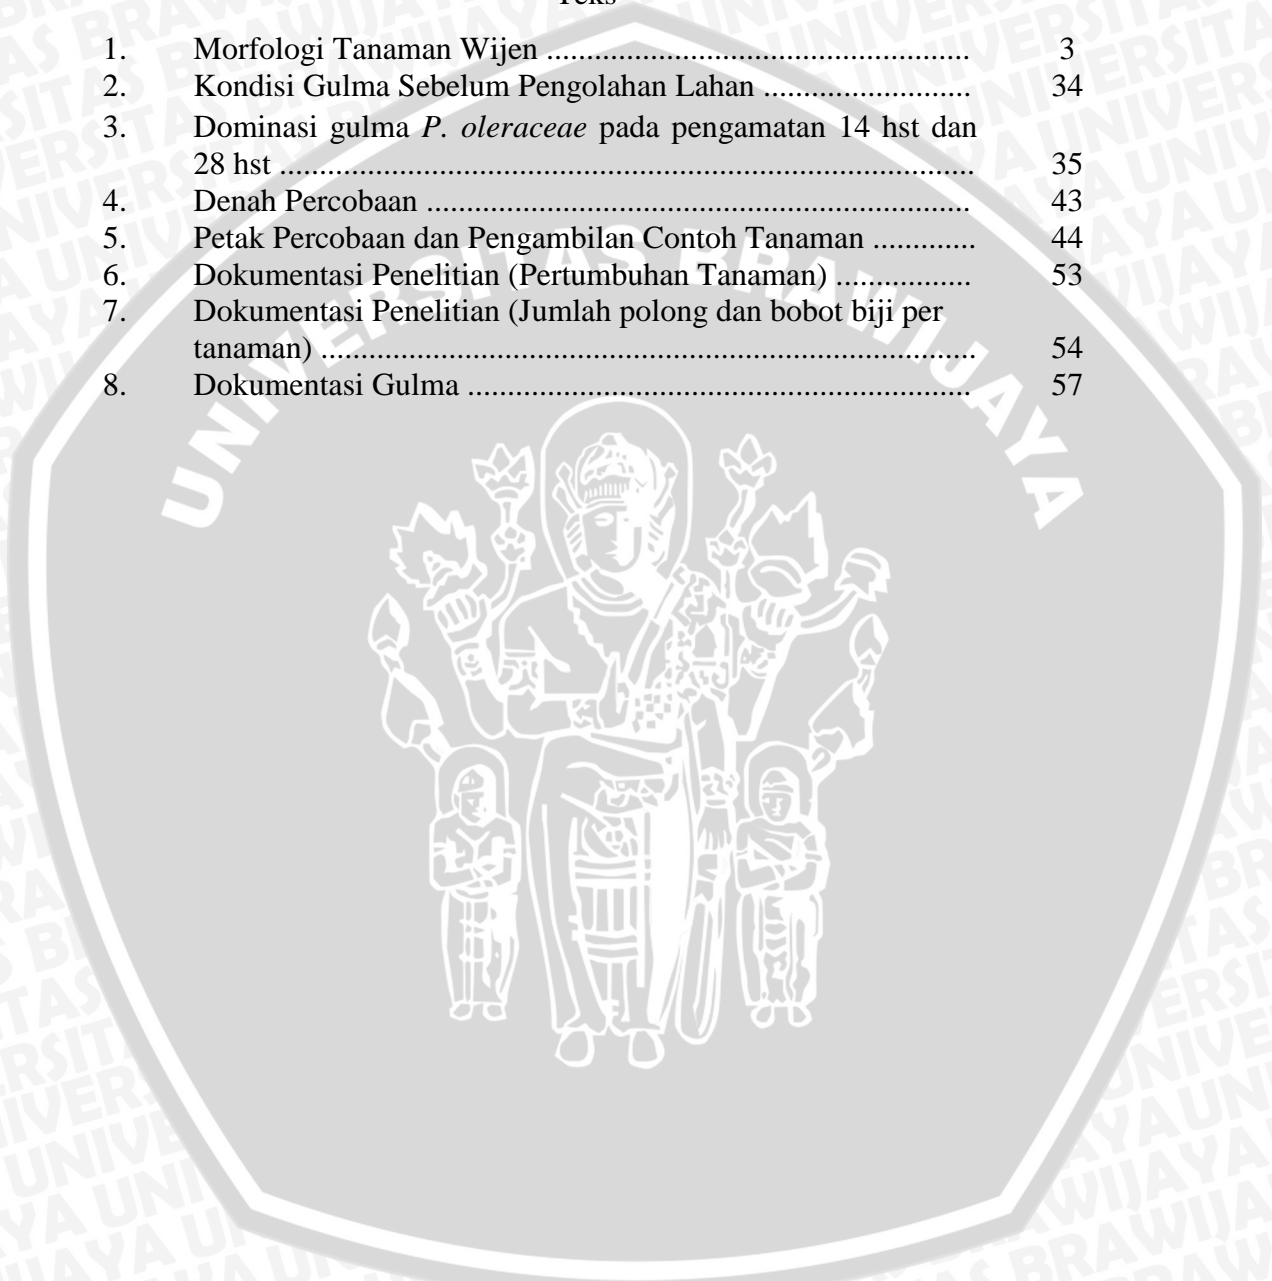 Teks
1. Morfologi Tanaman Wijen ..................................................... 3
2. Kondisi Gulma Sebelum Pengolahan Lahan .......................... 34
3. Dominasi gulma P. oleraceae pada pengamatan 14 hst dan
28 hst ...................................................................................... 35
4. Denah Percobaan .................................................................... 43
5. Petak Percobaan dan Pengambilan Contoh Tanaman ............. 44
6. Dokumentasi Penelitian (Pertumbuhan Tanaman) ................. 53
7. Dokumentasi Penelitian (Jumlah polong dan bobot biji per
tanaman) .................................................................................. 54
8. Dokumentasi Gulma ............................................................... 57
UNIVERSITAS BRAWIJAYA